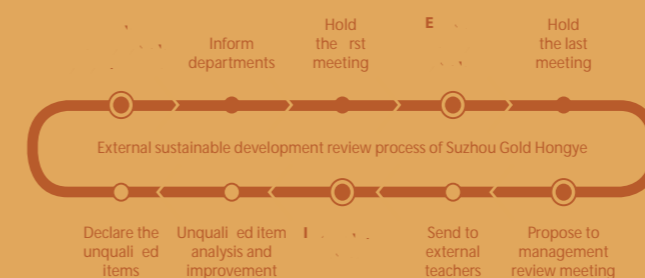 Inform
departments
Hold
the rst
meeting
E
Hold
the last
meeting
External sustainable development review process of Suzhou Gold Hongye
Declare the
unquali ed
items
Unquali ed item
analysis and
improvement
I
Send to
external
teachers
Propose to
management
review meeting